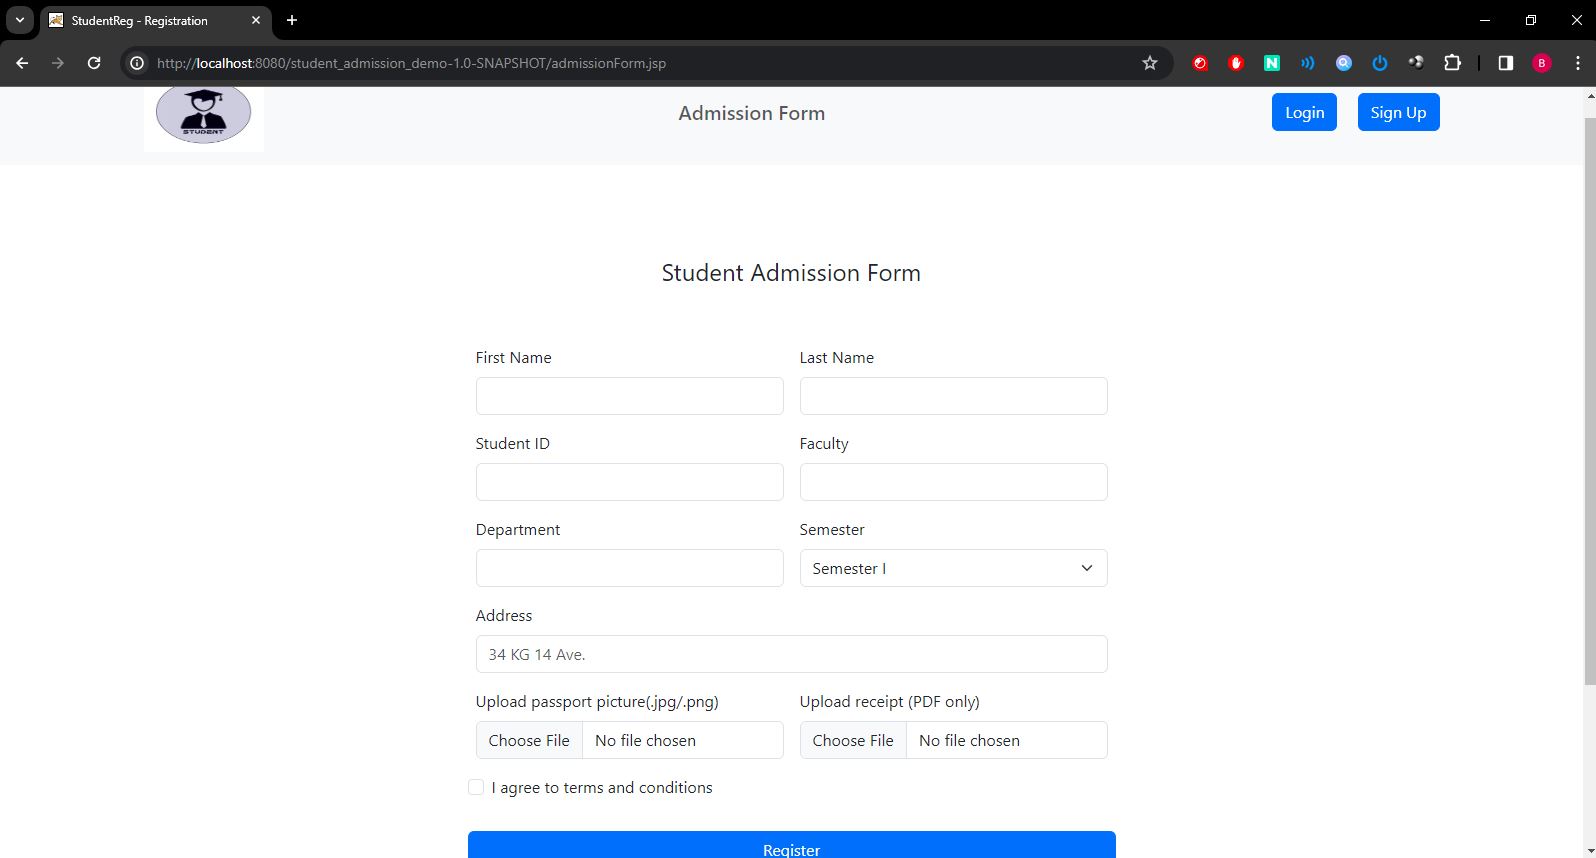 StudentReg - Registration
http://localhost:8080/student_admission_demo-1.0-SNAPSHOT/admissionForm.jsp
B
STUDENT
Admission Form
Login
Sign Up
Student Admission Form
First Name
Last Name
Student ID
Faculty
Department
Semester
Semester I
Address
34 KG 14 Ave.
Upload passport picture(.jpg/.png)
Upload receipt (PDF only)
Choose File No file chosen
Choose File No file chosen
I agree to terms and conditions
Register